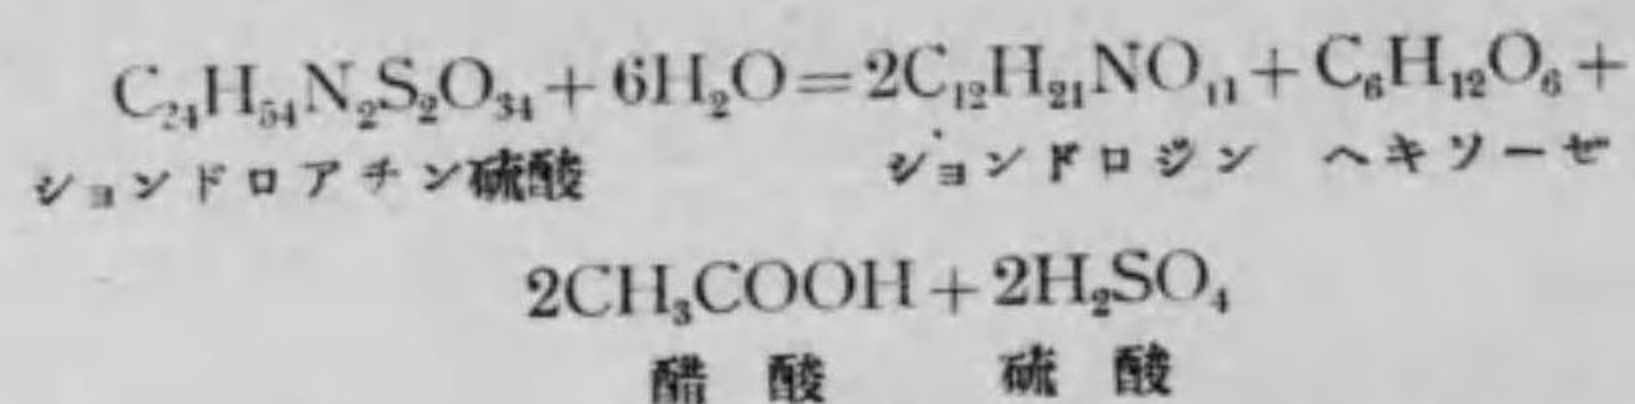 C₂₄H₅₄N₂S₂O₃₄+6H₂O=2C₁₂H₂₁NO₁₁+C₆H₁₂O₆+
ションドロアチン硫酸 ションドロジン ヘキソーゼ
2CH₃COOH+2H₂SO₄
醋酸 硫酸